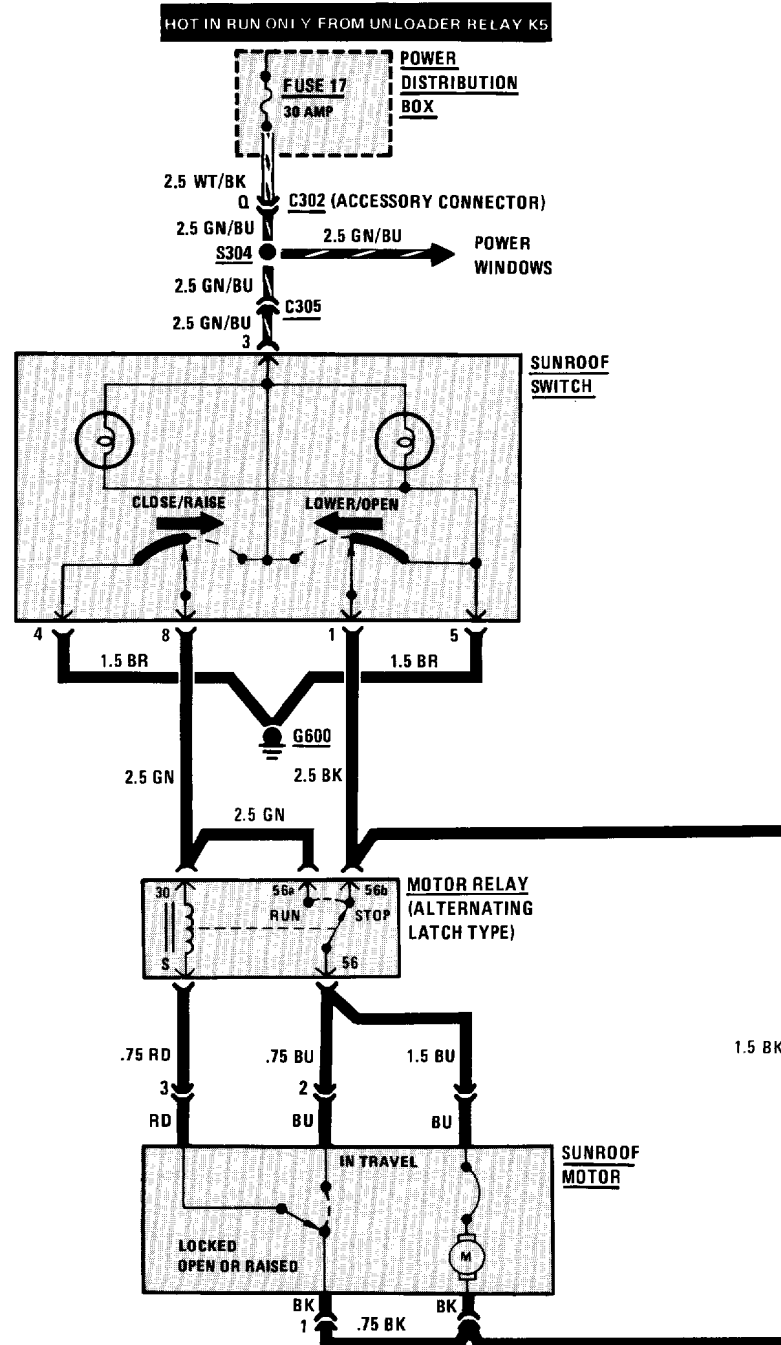 HOT IN RUN ONLY FROM UNLOADER RELAY K5
POWER
DISTRIBUTION
BOX
FUSE 17
30 AMP
2.5 WT/BK
Q
C302 (ACCESSORY CONNECTOR)
2.5 GN/BU
2.5 GN/BU
S304
POWER
WINDOWS
2.5 GN/BU
C305
2.5 GN/BU
3
SUNROOF
SWITCH
CLOSE/RAISE
LOWER/OPEN
4
8
1
5
1.5 BR
1.5 BR
G600
2.5 GN
2.5 BK
2.5 GN
30
56a
56b
RUN
STOP
S
56
MOTOR RELAY
(ALTERNATING
LATCH TYPE)
.75 RD
.75 BU
1.5 BU
1.5 BK
3
2
RD
BU
BU
IN TRAVEL
SUNROOF
MOTOR
M
LOCKED
OPEN OR RAISED
BK
BK
1
.75 BK